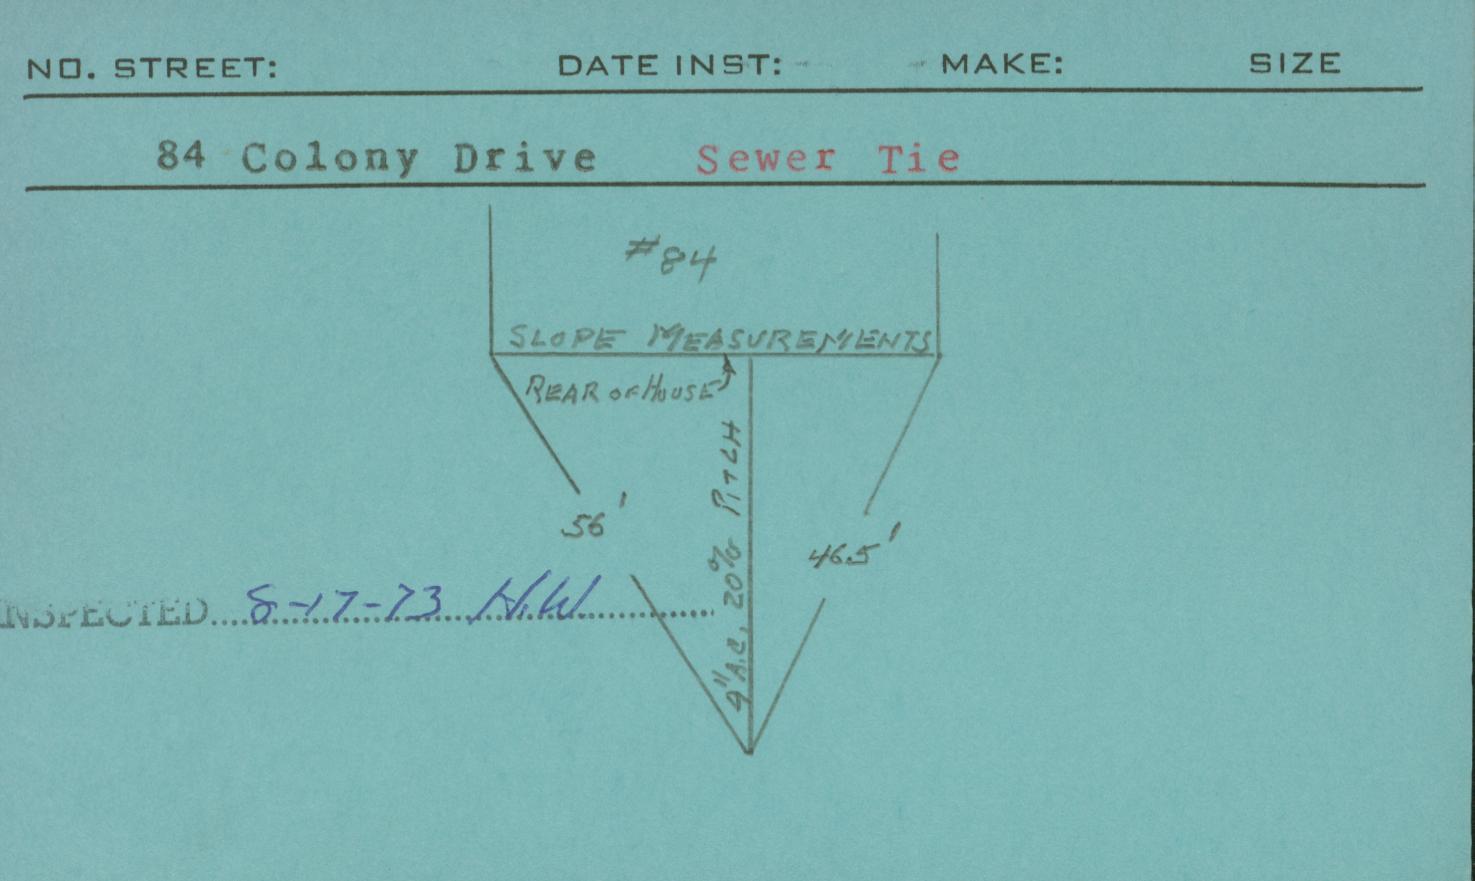 NO. STREET: DATE INST: MAKE: SIZE
84 Colony Drive Sewer Tie
#84
SLOPE MEASUREMENTS
REAR OF HOUSE
56'
46.5'
4" A.C. 20% PITCH
INSPECTED....8-17-73 H.W..........